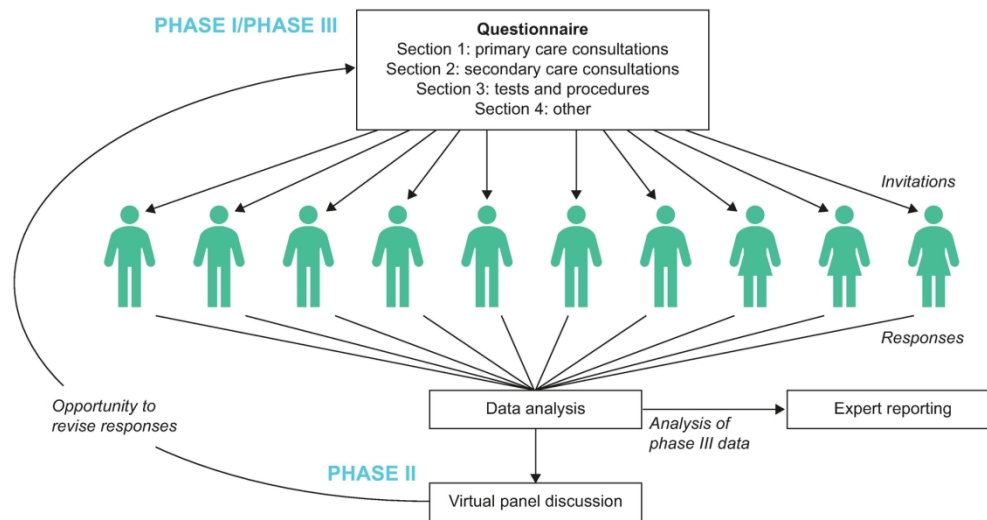 PHASE I/PHASE III
Questionnaire
Section 1: primary care consultations
Section 2: secondary care consultations
Section 3: tests and procedures
Section 4: other
Invitations
Responses
Opportunity to
revise responses
Data analysis
Analysis of
phase III data
Expert reporting
PHASE II
Virtual panel discussion